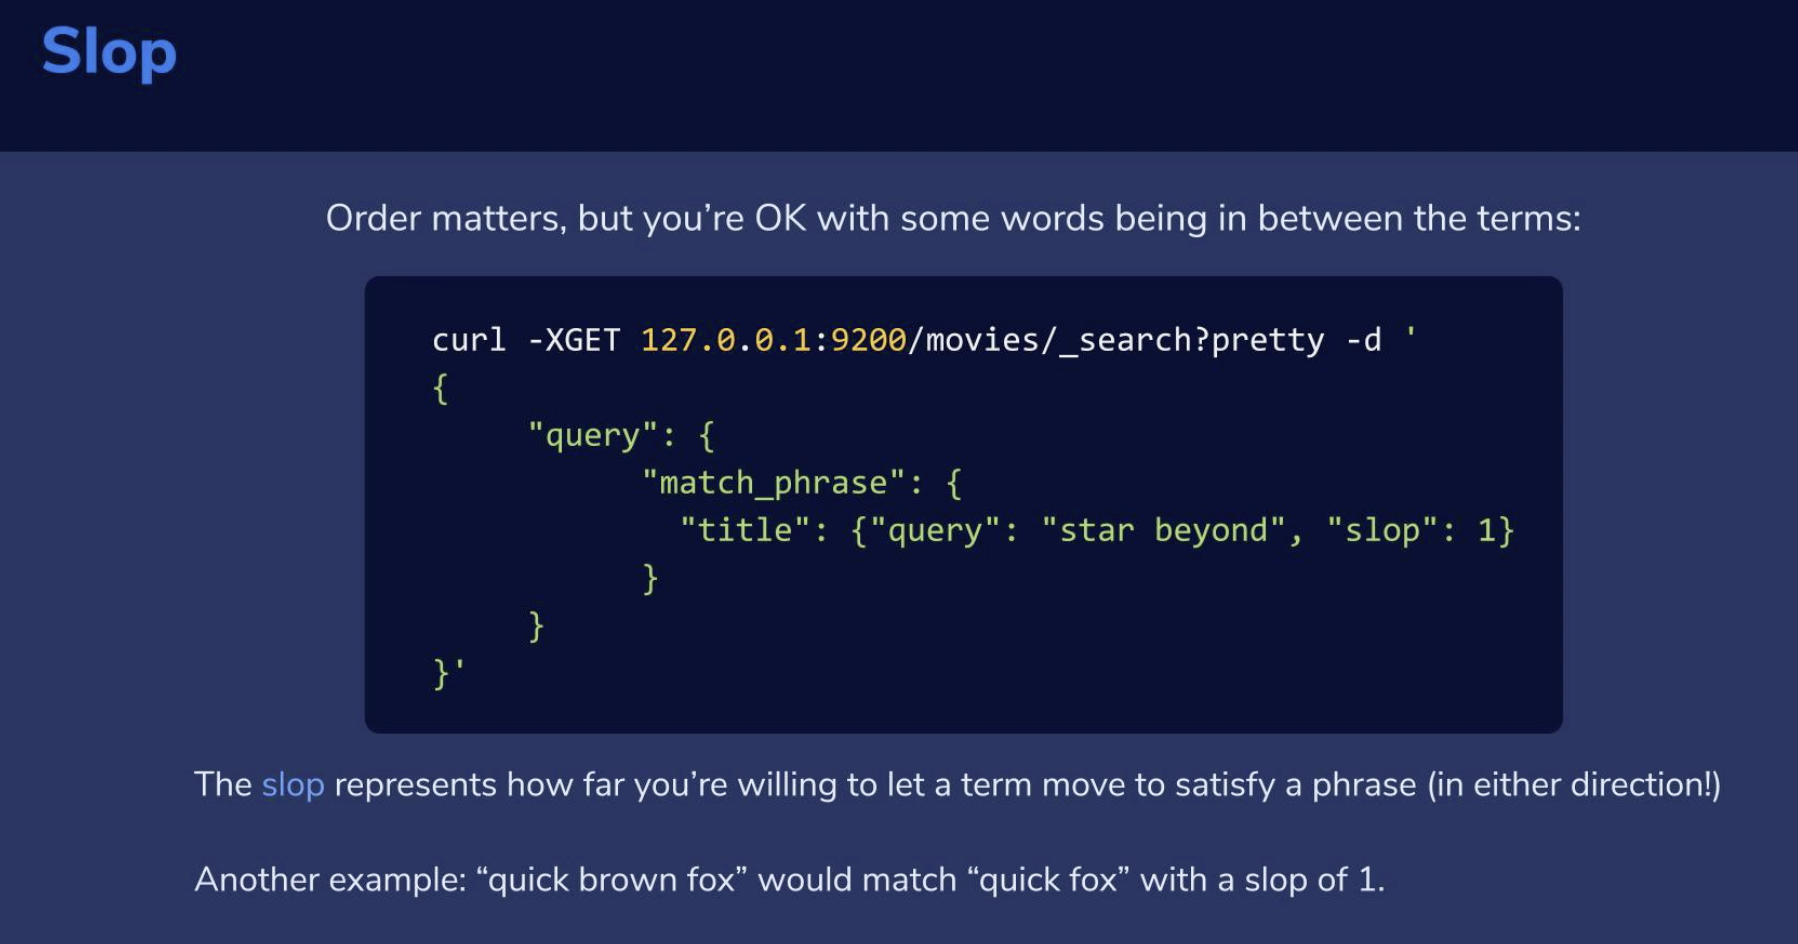 Slop
Order matters, but you’re OK with some words being in between the terms:
curl -XGET 127.0.0.1:9200/movies/_search?pretty -d '
{
"query": {
"match_phrase": {
"title": {"query": "star beyond", "slop": 1}
}
}
}'
The slop represents how far you’re willing to let a term move to satisfy a phrase (in either direction!)
Another example: “quick brown fox” would match “quick fox” with a slop of 1.